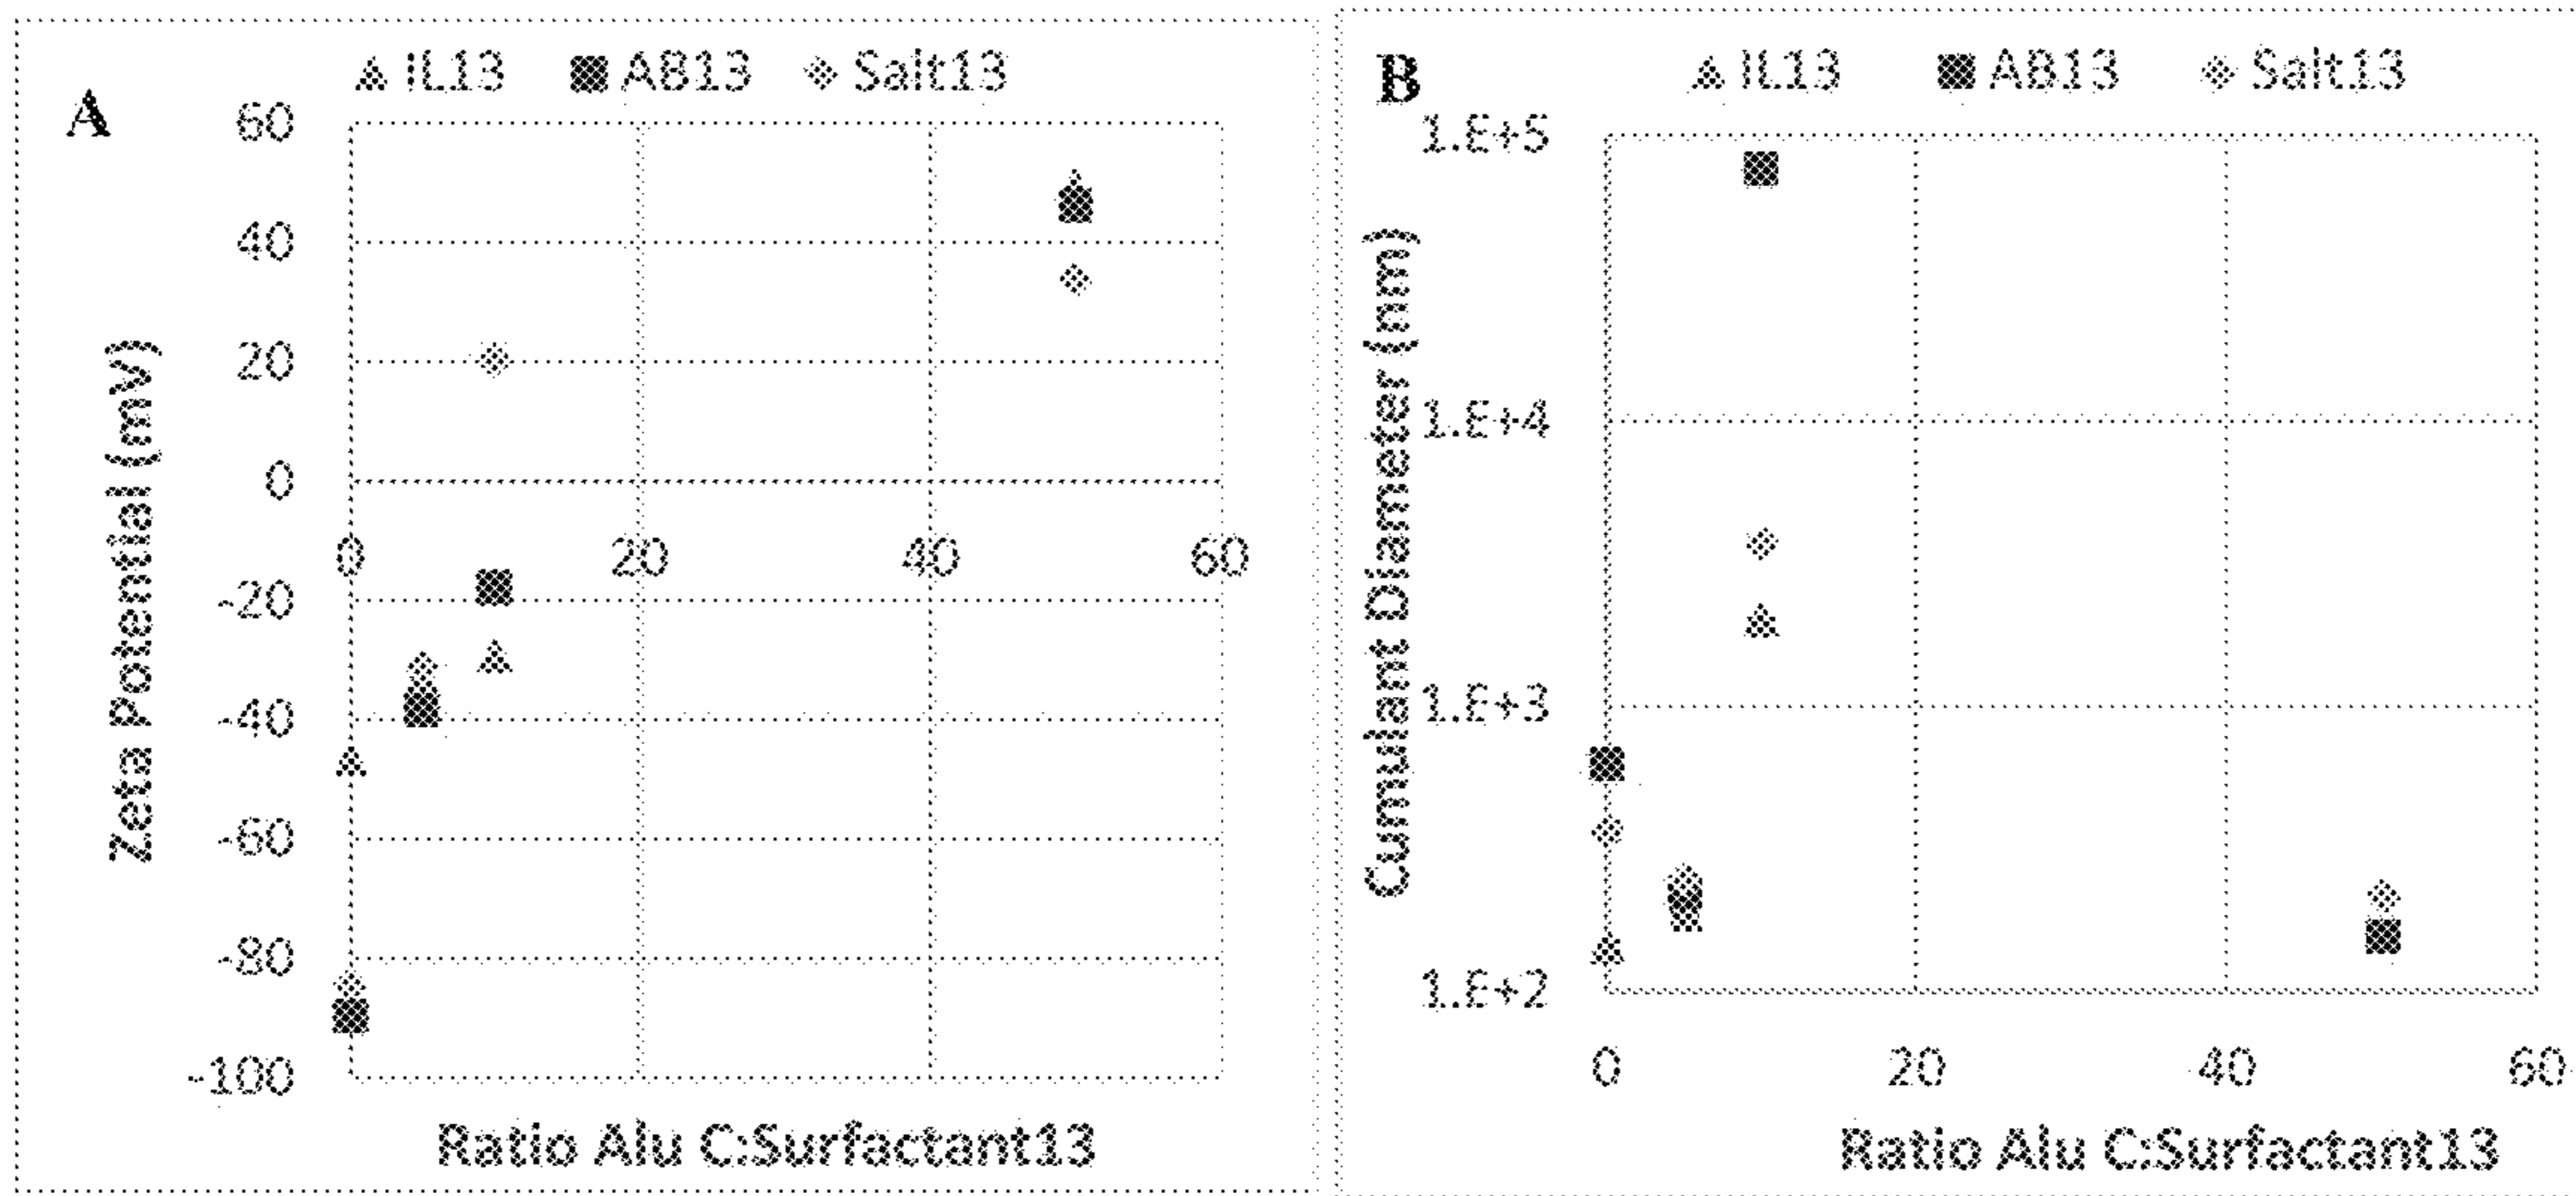 A
IL13 AB13 Salt13
60
40
20
0
0 20 40 60
-20
-40
-60
-80
-100
Zeta Potential (mV)
Ratio Alu C:Surfactant13
B
IL13 AB13 Salt13
1.E+5
1.E+4
1.E+3
1.E+2
0 20 40 60
Cumulant Diameter (nm)
Ratio Alu C:Surfactant13